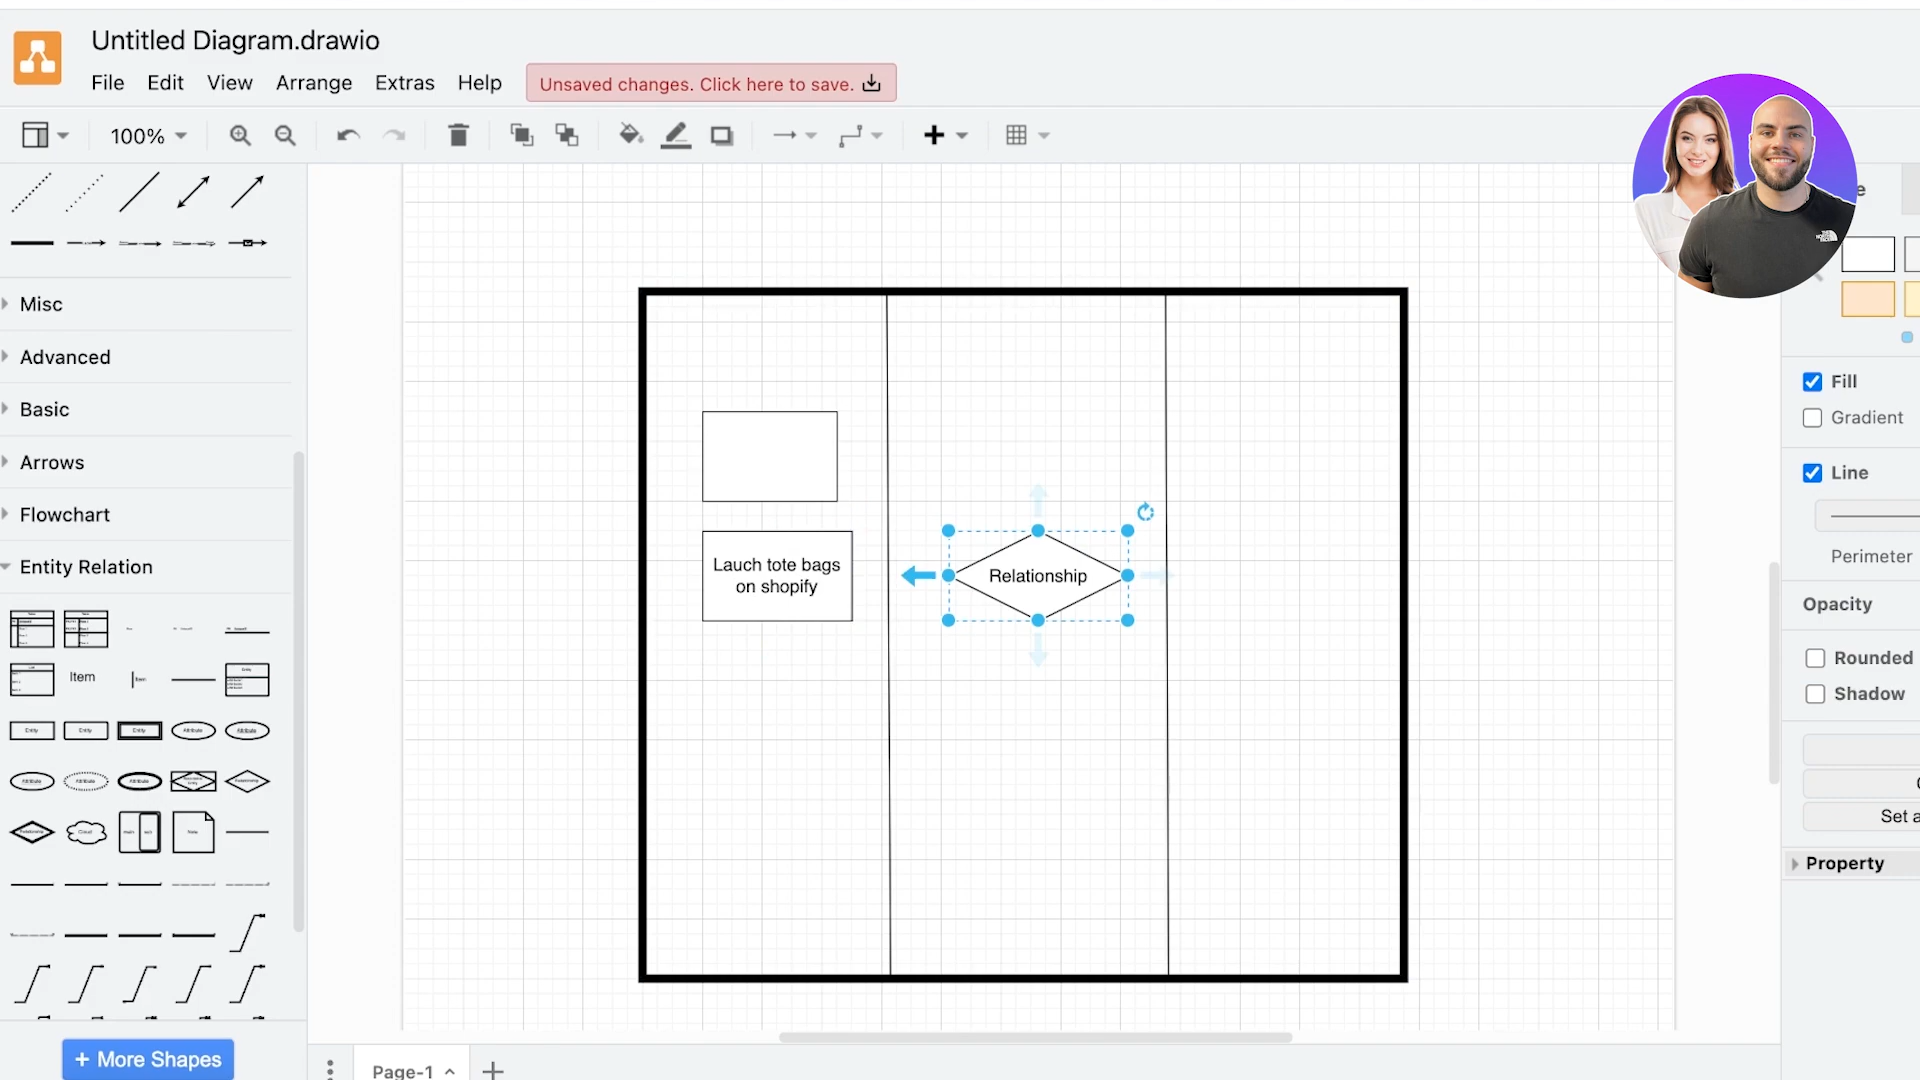 Untitled Diagram.drawio
File Edit View Arrange Extras Help
Unsaved changes. Click here to save.
100%
Misc
Advanced
Basic
Arrows
Flowchart
Entity Relation
Item
+ More Shapes
Lauch tote bags
on shopify
Relationship
Page-1
Fill
Gradient
Line
Perimeter
Opacity
Rounded
Shadow
Set a
Property